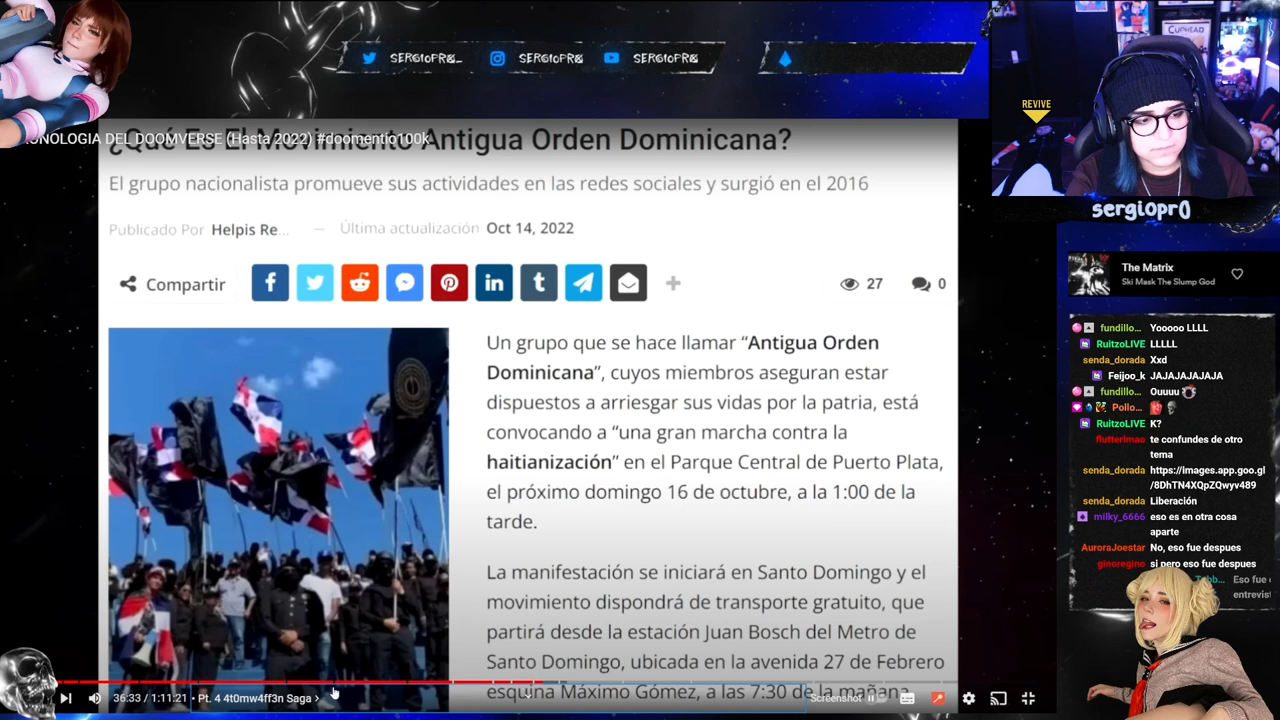 SERGIOPR0_
SERGIOPR0
SERGIOPR0
CUPHEAD
REVIVE
DEL DOOMVERSE (Hasta 2022) #doomentio100k
Antigua Orden Dominicana?
El grupo nacionalista promueve sus actividades en las redes sociales y surgió en el 2016
Publicado Por Helpis Re... — Última actualización Oct 14, 2022
Compartir
27
0
Un grupo que se hace llamar “Antigua Orden
Dominicana”, cuyos miembros aseguran estar
dispuestos a arriesgar sus vidas por la patria, está
convocando a “una gran marcha contra la
haitianización” en el Parque Central de Puerto Plata,
el próximo domingo 16 de octubre, a la 1:00 de la
tarde.
La manifestación se iniciará en Santo Domingo y el
movimiento dispondrá de transporte gratuito, que
partirá desde la estación Juan Bosch del Metro de
Santo Domingo, ubicada en la avenida 27 de Febrero
esquina Máximo Gómez, a las 7:30 de
36:33 / 1:11:21 • Pt. 4 4t0mw4ff3n Saga ›
Screenshot
sergiopr0
The Matrix
Ski Mask The Slump God
fundillo... Yooooo LLLL
RuitzoLIVE LLLLL
senda_dorada Xxd
Feijoo_k JAJAJAJAJAJA
fundillo... Ouuuu
Pollo...
RuitzoLIVE K?
flutterlmao te confundes de otro
tema
senda_dorada https://images.app.goo.gl
/8DhTN4XQpZQwyv489
senda_dorada Liberación
milky_6666 eso es en otra cosa
aparte
AuroraJoestar No, eso fue despues
ginoregino si pero eso fue despues
Eso fue